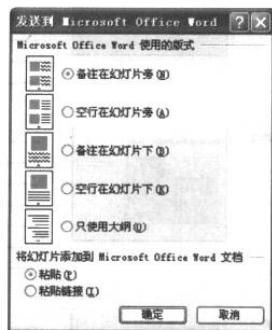 发送到 Microsoft Office Word
Microsoft Office Word 使用的版式
备注在幻灯片旁(N)
空行在幻灯片旁(A)
备注在幻灯片下(B)
空行在幻灯片下(K)
只使用大纲(O)
将幻灯片添加到 Microsoft Office Word 文档
粘贴(P)
粘贴链接(I)
确定 取消